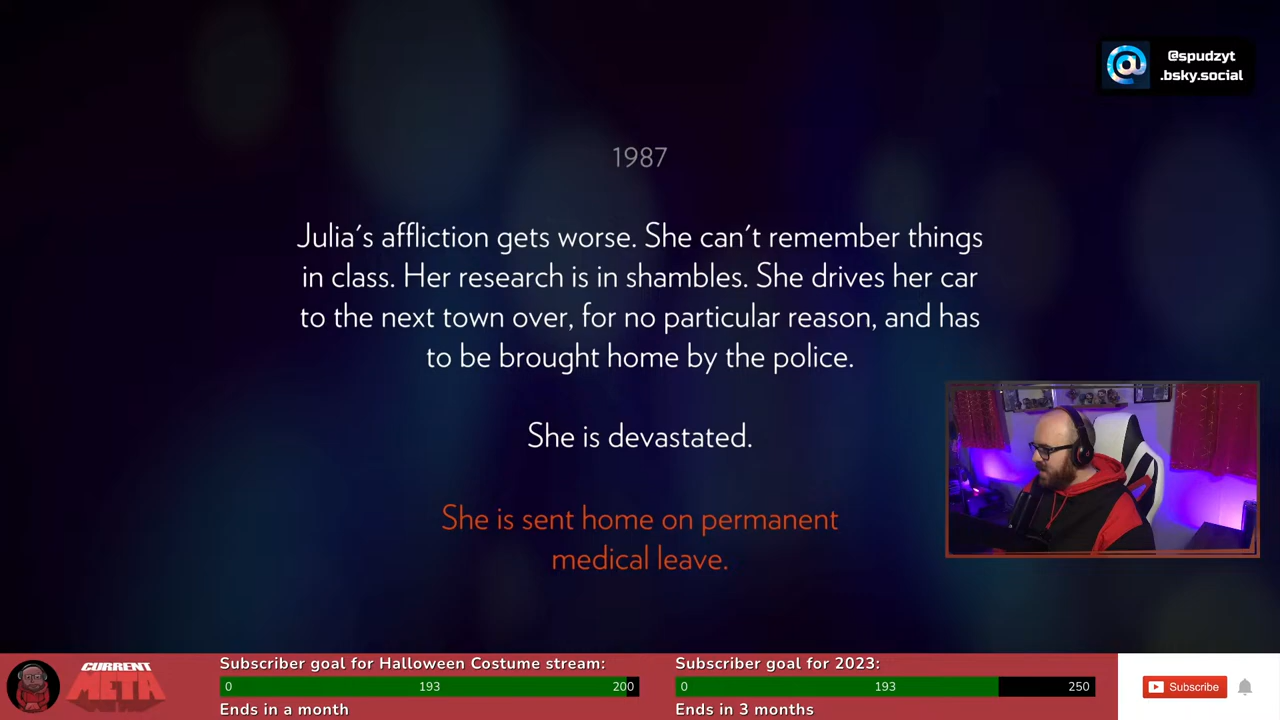 @spudzyt
.bsky.social
1987
Julia's affliction gets worse. She can't remember things
in class. Her research is in shambles. She drives her car
to the next town over, for no particular reason, and has
to be brought home by the police.
She is devastated.
She is sent home on permanent
medical leave.
CURRENT
META
Subscriber goal for Halloween Costume stream:
0 193 200
Ends in a month
Subscriber goal for 2023:
0 193 250
Ends in 3 months
Subscribe